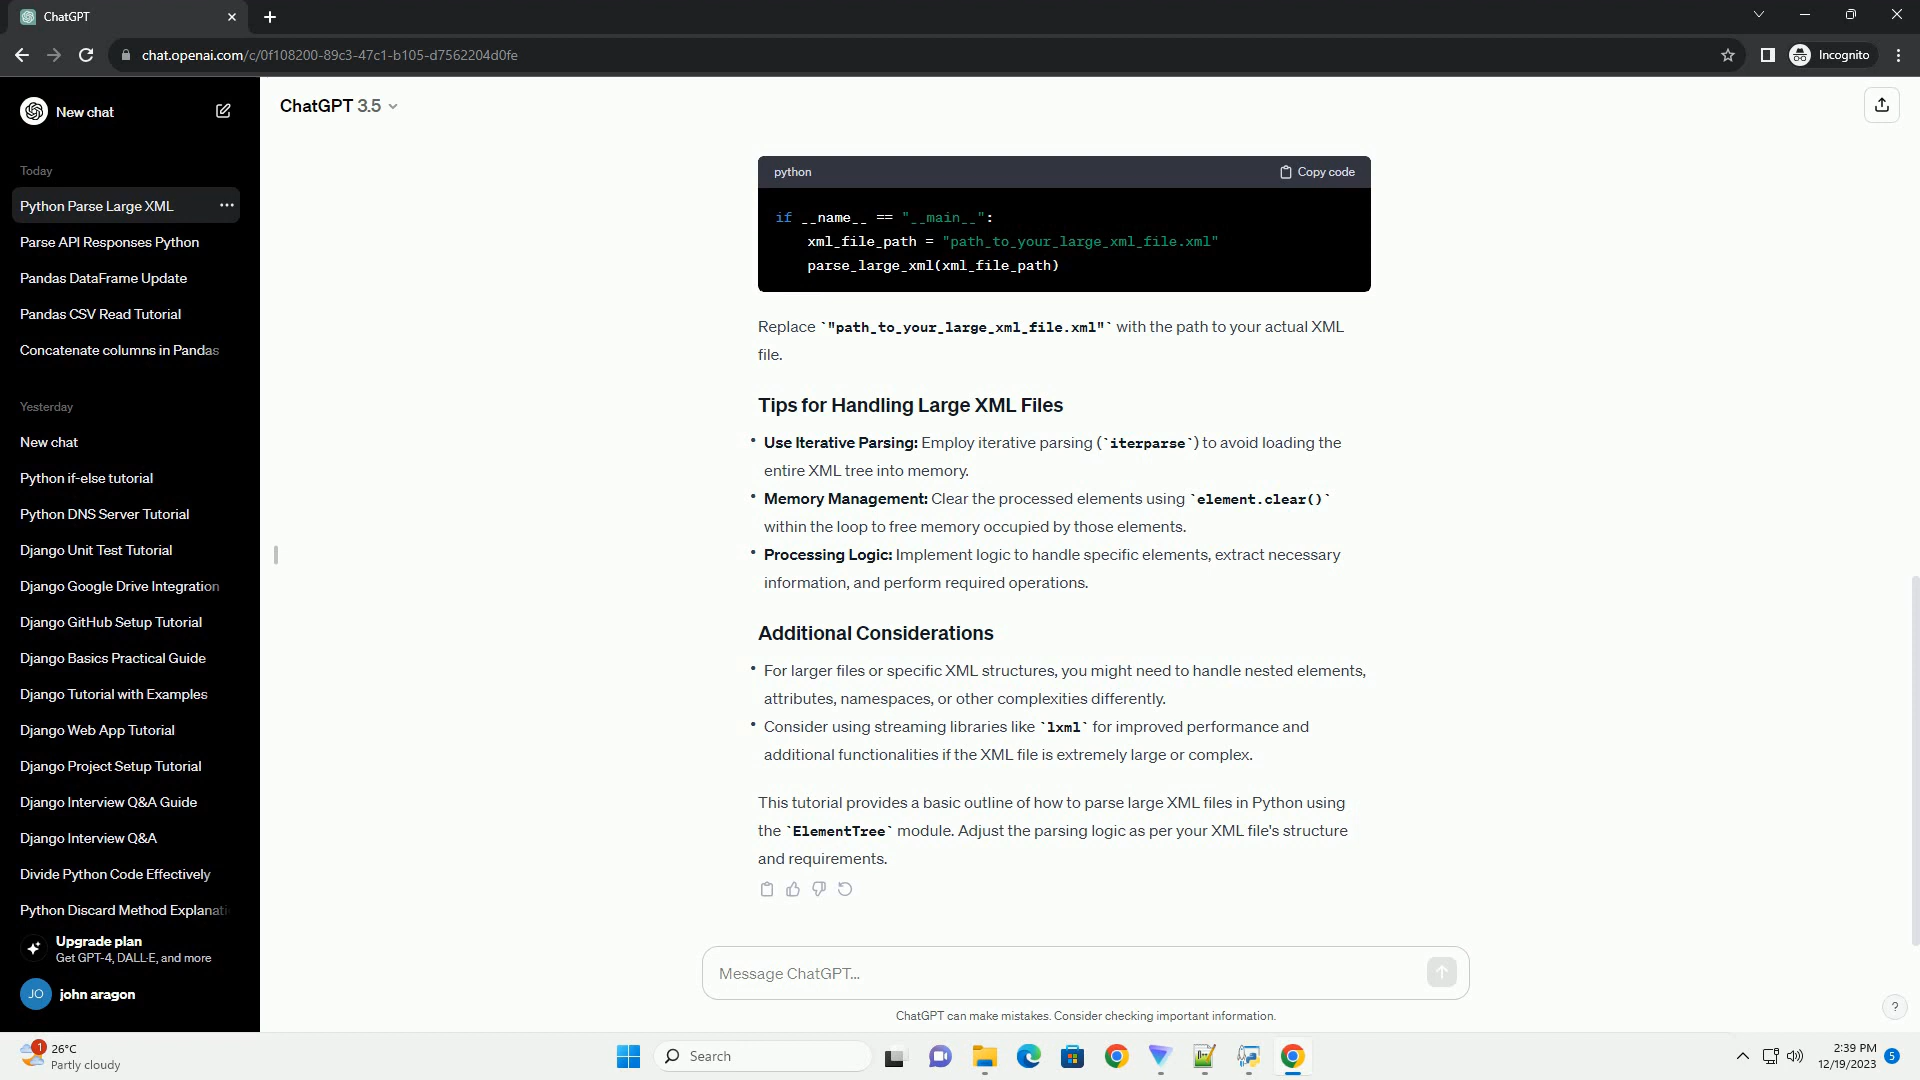 ChatGPT
chat.openai.com/c/0f108200-89c3-47c1-b105-d7562204d0fe
Incognito
New chat
Today
Python Parse Large XML
Parse API Responses Python
Pandas DataFrame Update
Pandas CSV Read Tutorial
Concatenate columns in Pandas
Yesterday
New chat
Python if-else tutorial
Python DNS Server Tutorial
Django Unit Test Tutorial
Django Google Drive Integration
Django GitHub Setup Tutorial
Django Basics Practical Guide
Django Tutorial with Examples
Django Web App Tutorial
Django Project Setup Tutorial
Django Interview Q&A Guide
Django Interview Q&A
Divide Python Code Effectively
Python Discard Method Explanati
Upgrade plan
Get GPT-4, DALL·E, and more
JO john aragon
ChatGPT 3.5
python Copy code
if __name__ == "__main__":
xml_file_path = "path_to_your_large_xml_file.xml"
parse_large_xml(xml_file_path)
Replace `"path_to_your_large_xml_file.xml"` with the path to your actual XML
file.
Tips for Handling Large XML Files
• Use Iterative Parsing: Employ iterative parsing (`iterparse`) to avoid loading the
entire XML tree into memory.
• Memory Management: Clear the processed elements using `element.clear()`
within the loop to free memory occupied by those elements.
• Processing Logic: Implement logic to handle specific elements, extract necessary
information, and perform required operations.
Additional Considerations
• For larger files or specific XML structures, you might need to handle nested elements,
attributes, namespaces, or other complexities differently.
• Consider using streaming libraries like `lxml` for improved performance and
additional functionalities if the XML file is extremely large or complex.
This tutorial provides a basic outline of how to parse large XML files in Python using
the `ElementTree` module. Adjust the parsing logic as per your XML file's structure
and requirements.
Message ChatGPT...
ChatGPT can make mistakes. Consider checking important information.
?
1
26°C
Partly cloudy
Search
2:39 PM
12/19/2023
5